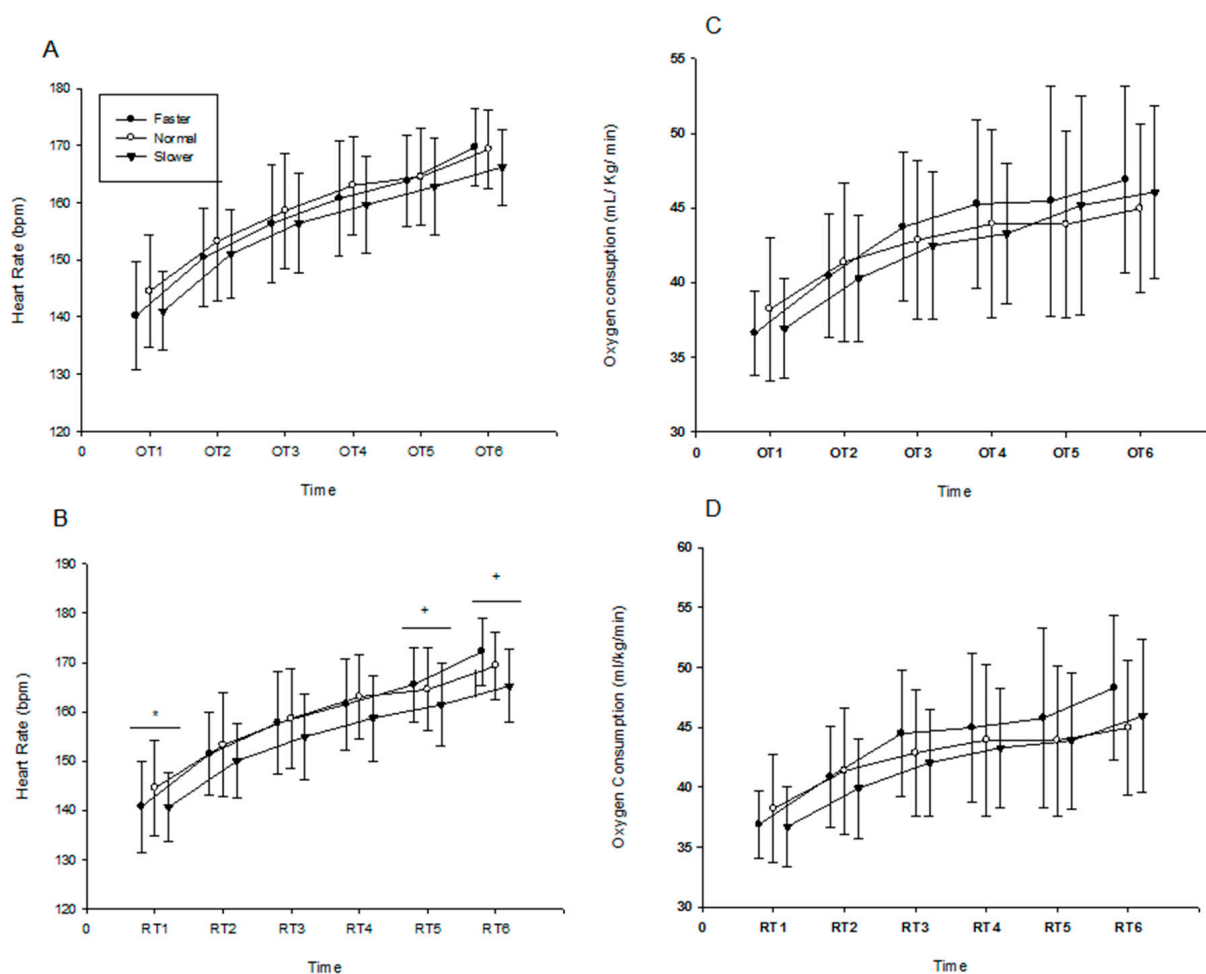 A
Heart Rate (bpm)
180
170
160
150
140
130
120
Faster
Normal
Slower
0 OT1 OT2 OT3 OT4 OT5 OT6
Time
C
Oxygen consuption (mL/ Kg/ min)
55
50
45
40
35
30
0 OT1 OT2 OT3 OT4 OT5 OT6
Time
B
Heart Rate (bpm)
190
180
170
160
150
140
130
120
*
+
+
0 RT1 RT2 RT3 RT4 RT5 RT6
Time
D
Oxygen Consumption (ml/kg/min)
60
55
50
45
40
35
30
0 RT1 RT2 RT3 RT4 RT5 RT6
Time